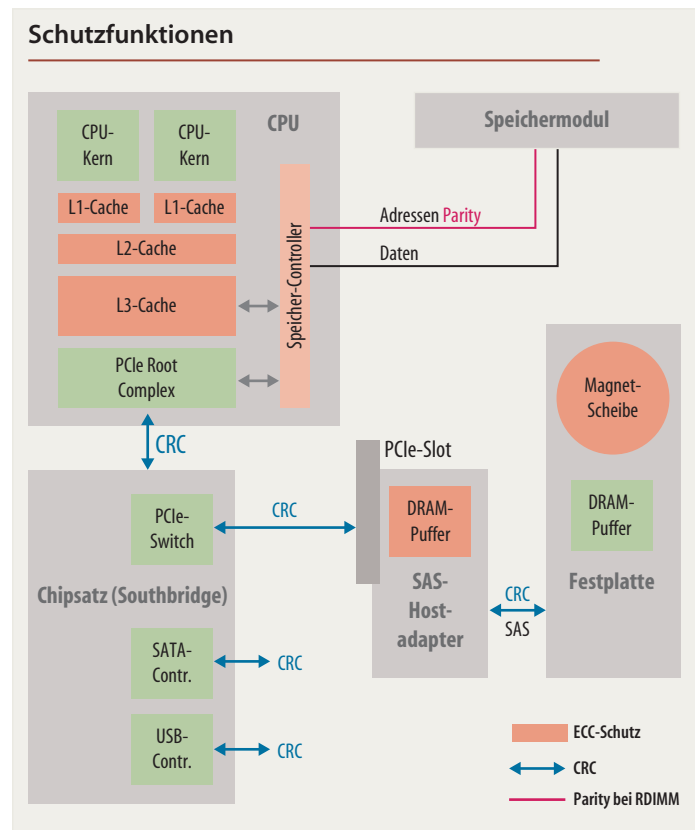 Schutzfunktionen
CPU
CPU-
Kern
CPU-
Kern
L1-Cache
L1-Cache
L2-Cache
L3-Cache
PCIe Root
Complex
Speicher-Controller
Speichermodul
Adressen Parity
Daten
CRC
PCIe-
Switch
Chipsatz (Southbridge)
SATA-
Contr.
CRC
USB-
Contr.
CRC
CRC
PCIe-Slot
DRAM-
Puffer
SAS-
Host-
adapter
CRC
SAS
Magnet-
Scheibe
DRAM-
Puffer
Festplatte
ECC-Schutz
CRC
Parity bei RDIMM